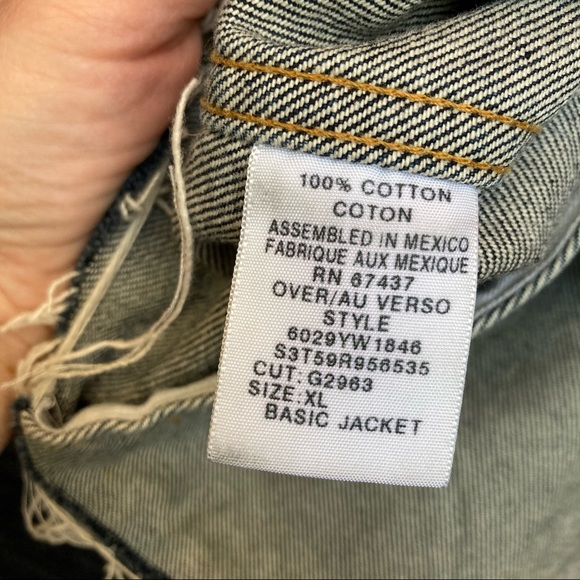 100% COTTON
COTON
ASSEMBLED IN MEXICO
FABRIQUE AUX MEXIQUE
RN 67437
OVER/AU VERSO
STYLE
6029YW1846
S3T59R956535
CUT. G2963
SIZE: XL
BASIC JACKET